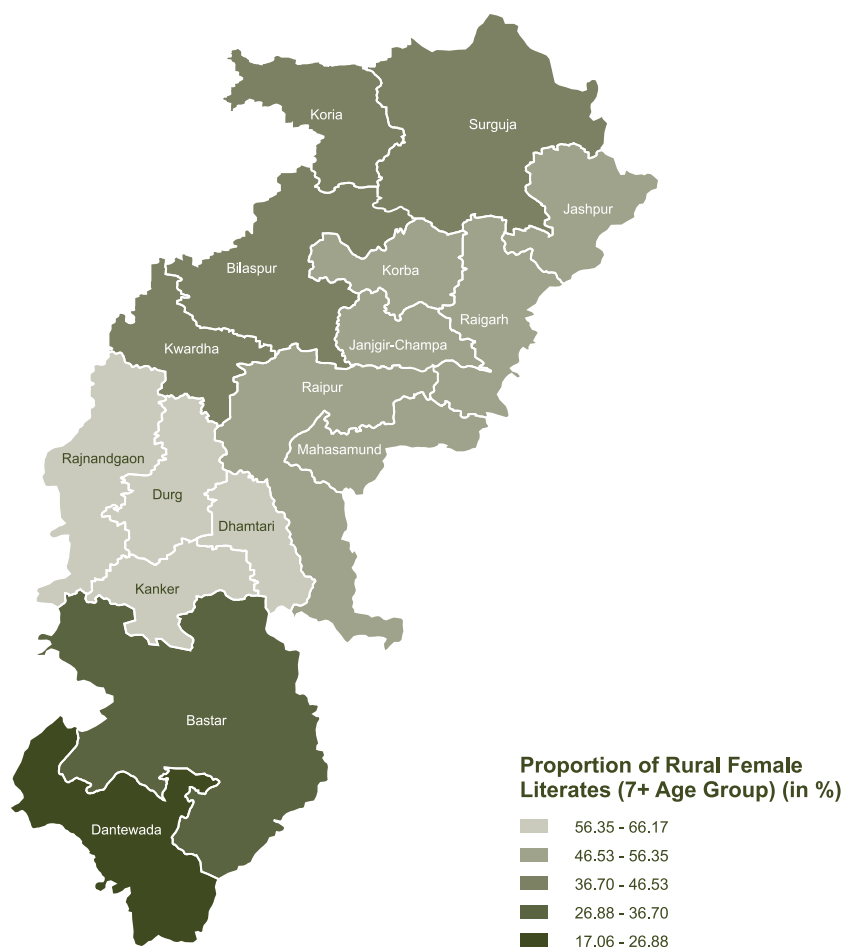 Koria
Surguja
Jashpur
Bilaspur
Korba
Raigarh
Janjgir-Champa
Kwardha
Raipur
Mahasamund
Rajnandgaon
Durg
Dhamtari
Kanker
Bastar
Dantewada
Proportion of Rural Female
Literates (7+ Age Group) (in %)
56.35 - 66.17
46.53 - 56.35
36.70 - 46.53
26.88 - 36.70
17.06 - 26.88